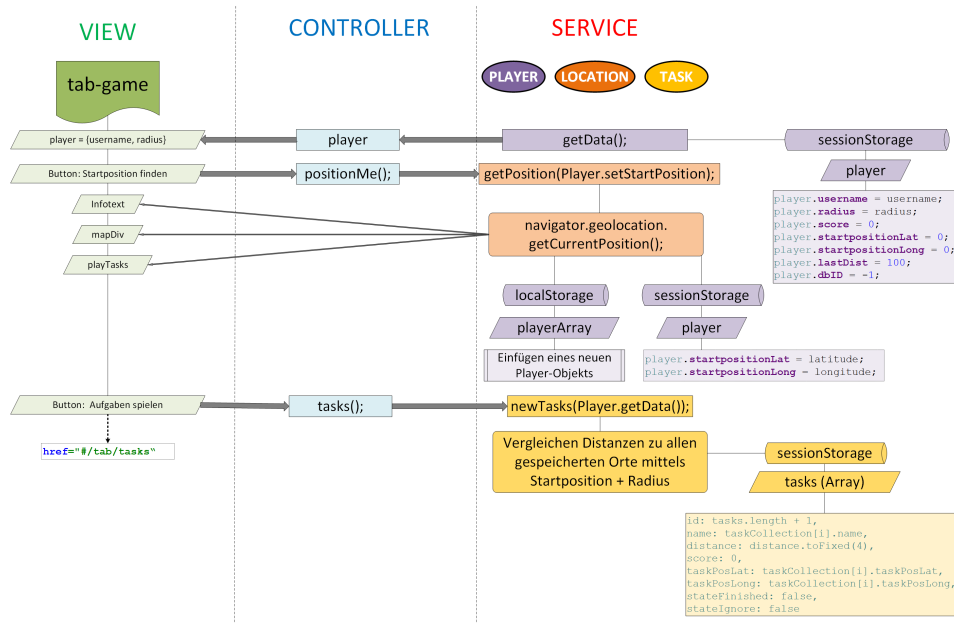 VIEW
CONTROLLER
SERVICE
tab-game
PLAYER
LOCATION
TASK
player = {username, radius}
player
getData();
sessionStorage
player
player.username = username;
player.radius = radius;
player.score = 0;
player.startpositionLat = 0;
player.startpositionLong = 0;
player.lastDist = 100;
player.dbID = -1;
Button: Startposition finden
positionMe();
getPosition(Player.setStartPosition);
Infotext
mapDiv
playTasks
navigator.geolocation.
getCurrentPosition();
localStorage
playerArray
Einfügen eines neuen
Player-Objekts
sessionStorage
player
player.startpositionLat = latitude;
player.startpositionLong = longitude;
Button: Aufgaben spielen
tasks();
newTasks(Player.getData());
href="#/tab/tasks"
Vergleichen Distanzen zu allen
gespeicherten Orte mittels
Startposition + Radius
sessionStorage
tasks (Array)
id: tasks.length + 1,
name: taskCollection[i].name,
distance: distance.toFixed(4),
score: 0,
taskPosLat: taskCollection[i].taskPosLat,
taskPosLong: taskCollection[i].taskPosLong,
stateFinished: false,
stateIgnore: false